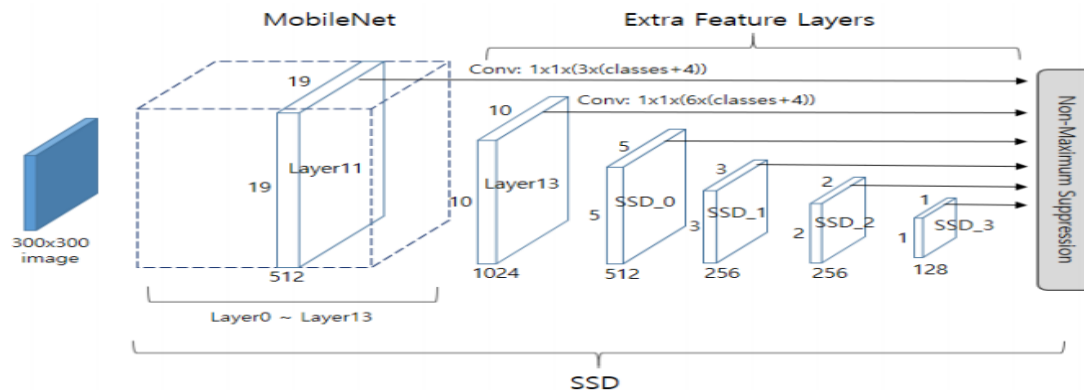 MobileNet
Extra Feature Layers
19
Conv: 1x1x(3x(classes+4))
10
Conv: 1x1x(6x(classes+4))
5
3
2
1
Layer11
Layer13
SSD_0
SSD_1
SSD_2
SSD_3
19
10
5
3
2
1
300x300
image
512
1024
512
256
256
128
Non-Maximum Suppression
Layer0 ~ Layer13
SSD